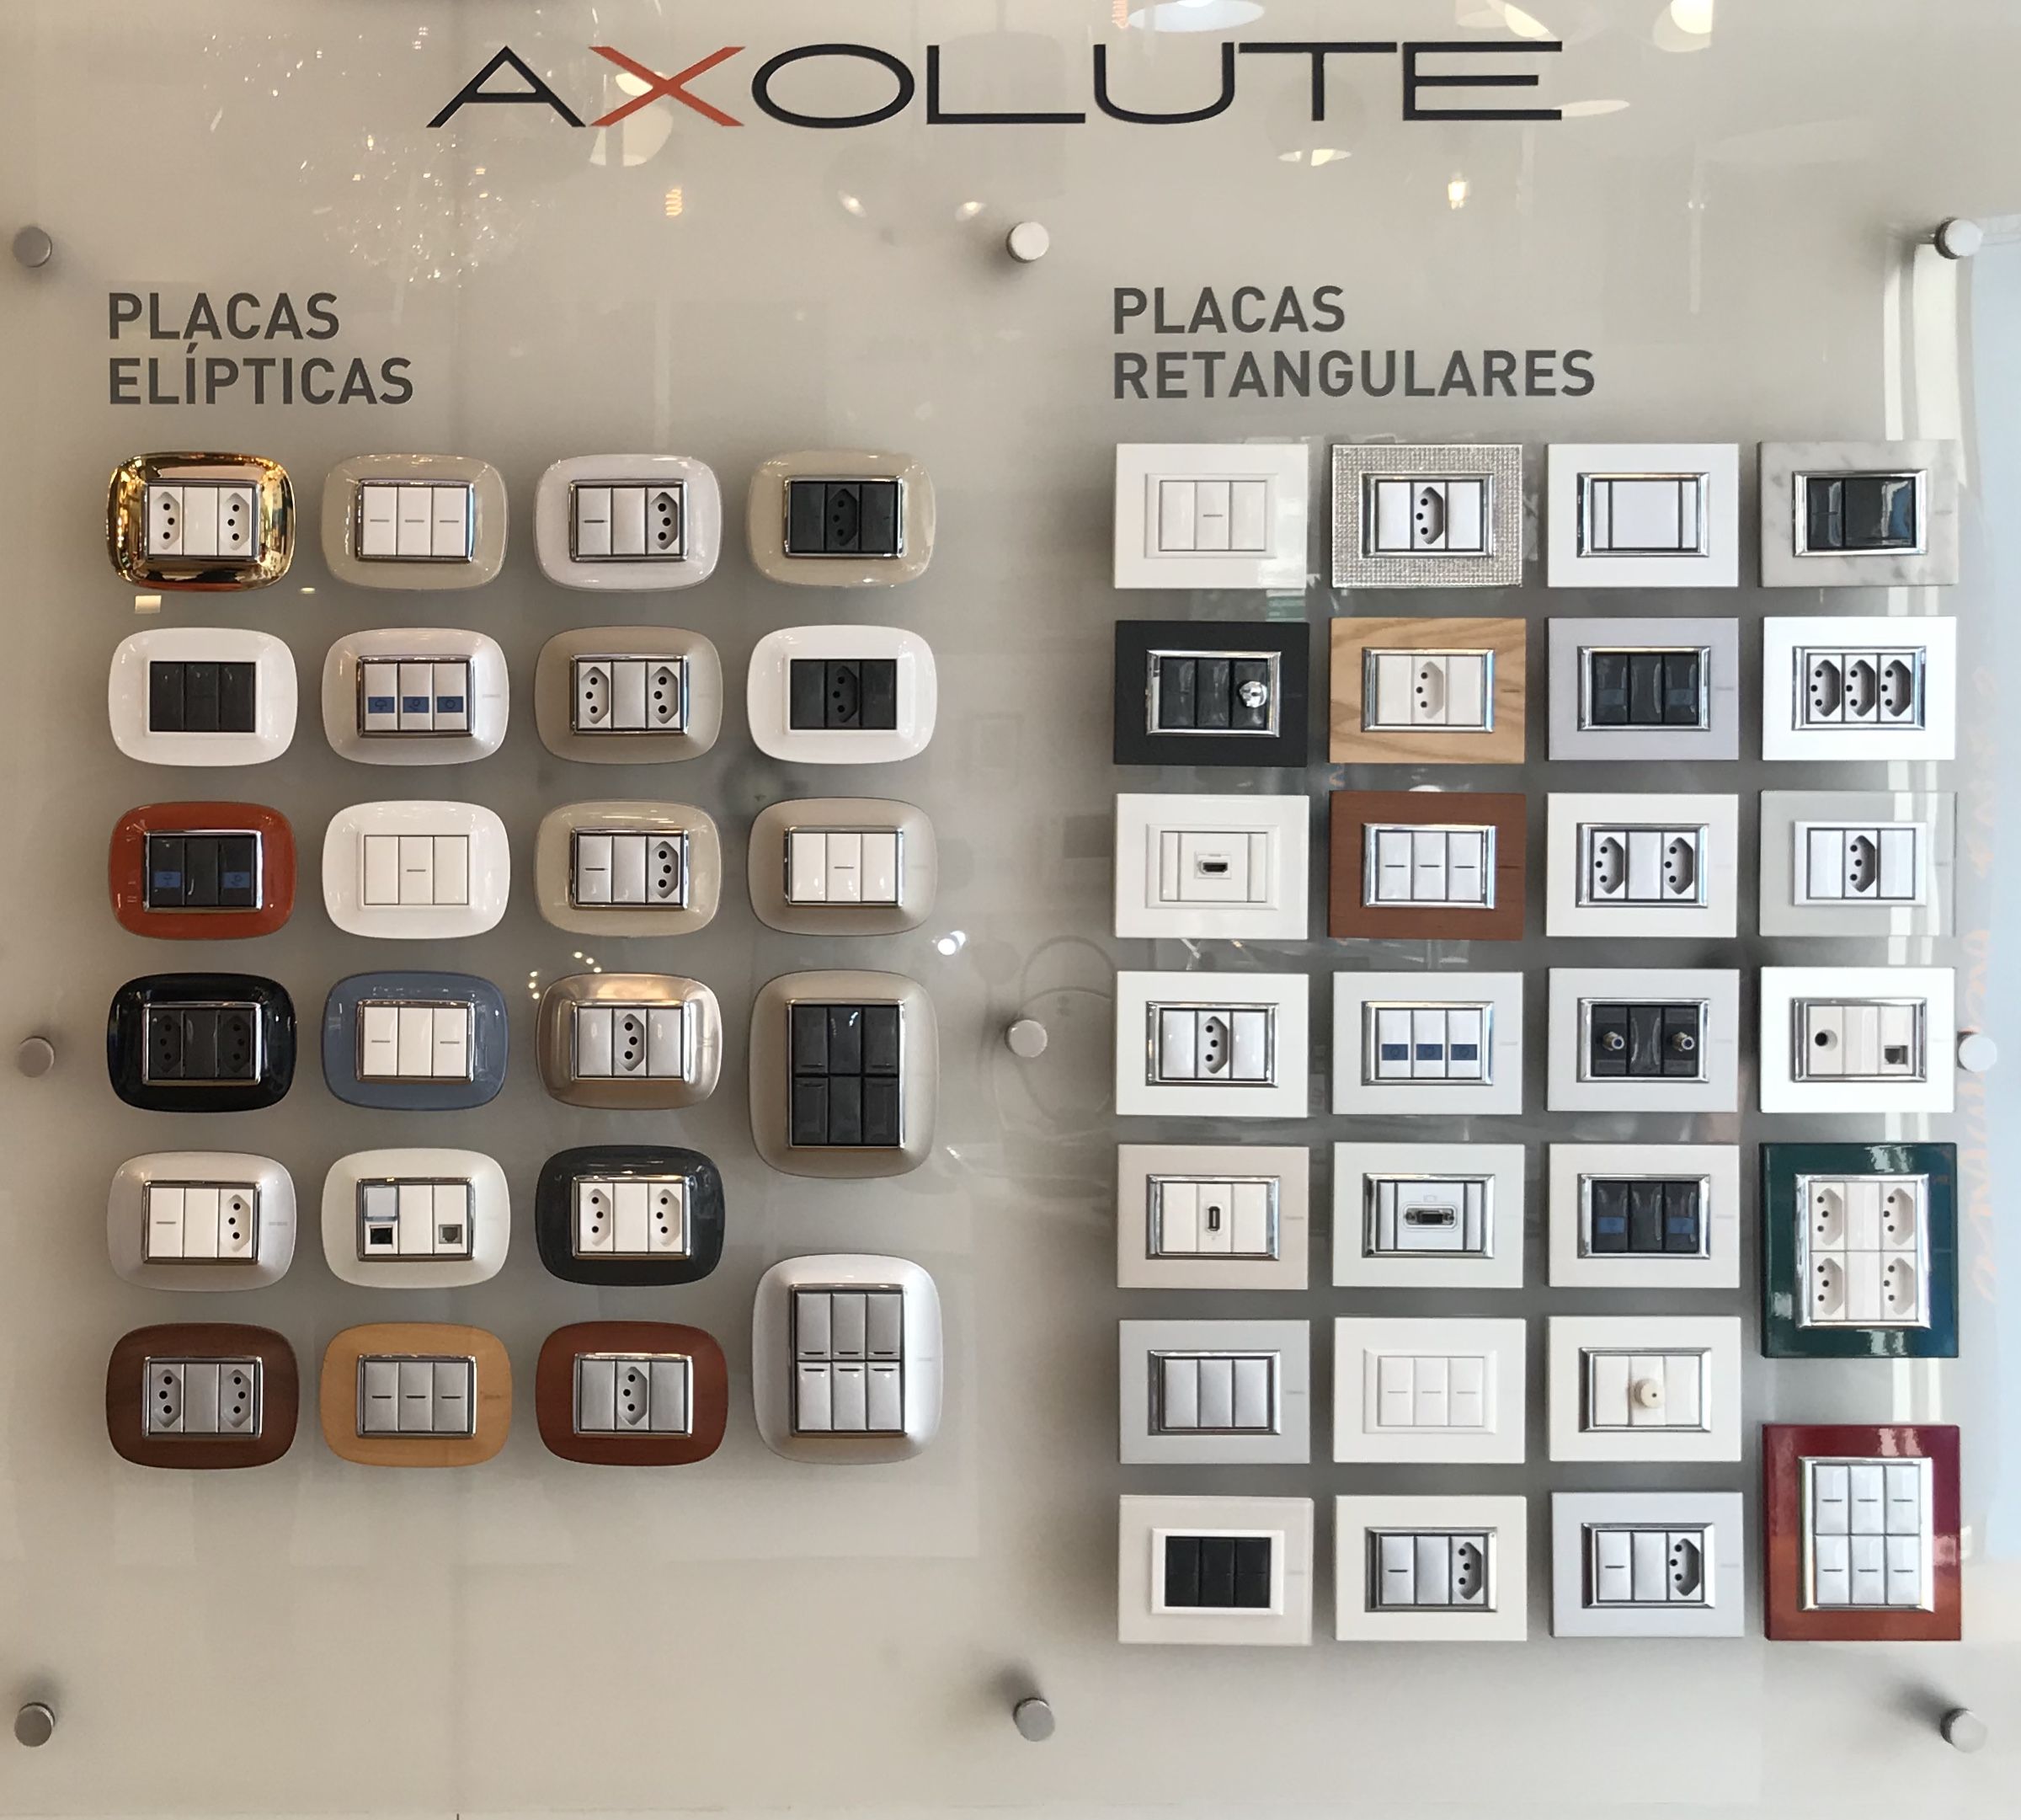 AXOLUTE
PLACAS
ELÍPTICAS
PLACAS
RETANGULARES